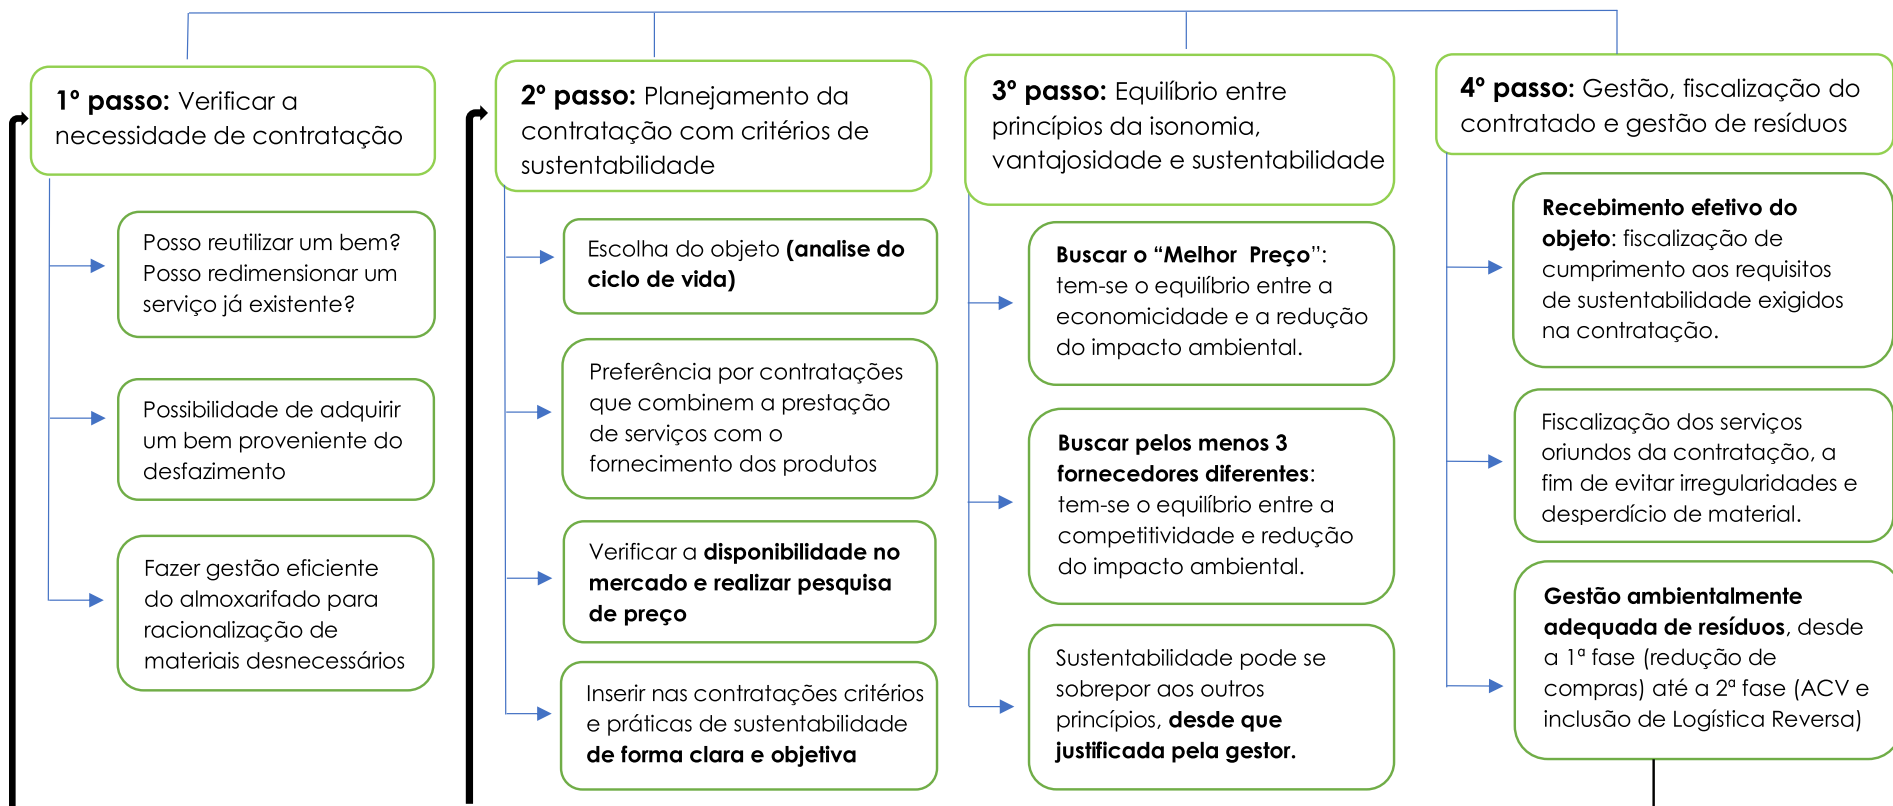 1º passo: Verificar a
necessidade de contratação
Posso reutilizar um bem?
Posso redimensionar um
serviço já existente?
Possibilidade de adquirir
um bem proveniente do
desfazimento
Fazer gestão eficiente
do almoxarifado para
racionalização de
materiais desnecessários
2º passo: Planejamento da
contratação com critérios de
sustentabilidade
Escolha do objeto (analise do
ciclo de vida)
Preferência por contratações
que combinem a prestação
de serviços com o
fornecimento dos produtos
Verificar a disponibilidade no
mercado e realizar pesquisa
de preço
Inserir nas contratações critérios
e práticas de sustentabilidade
de forma clara e objetiva
3º passo: Equilíbrio entre
princípios da isonomia,
vantajosidade e sustentabilidade
Buscar o “Melhor Preço”:
tem-se o equilíbrio entre a
economicidade e a redução
do impacto ambiental.
Buscar pelos menos 3
fornecedores diferentes:
tem-se o equilíbrio entre a
competitividade e redução
do impacto ambiental.
Sustentabilidade pode se
sobrepor aos outros
princípios, desde que
justificada pela gestor.
4º passo: Gestão, fiscalização do
contratado e gestão de resíduos
Recebimento efetivo do
objeto: fiscalização de
cumprimento aos requisitos
de sustentabilidade exigidos
na contratação.
Fiscalização dos serviços
oriundos da contratação, a
fim de evitar irregularidades e
desperdício de material.
Gestão ambientalmente
adequada de resíduos, desde
a 1ª fase (redução de
compras) até a 2ª fase (ACV e
inclusão de Logística Reversa)